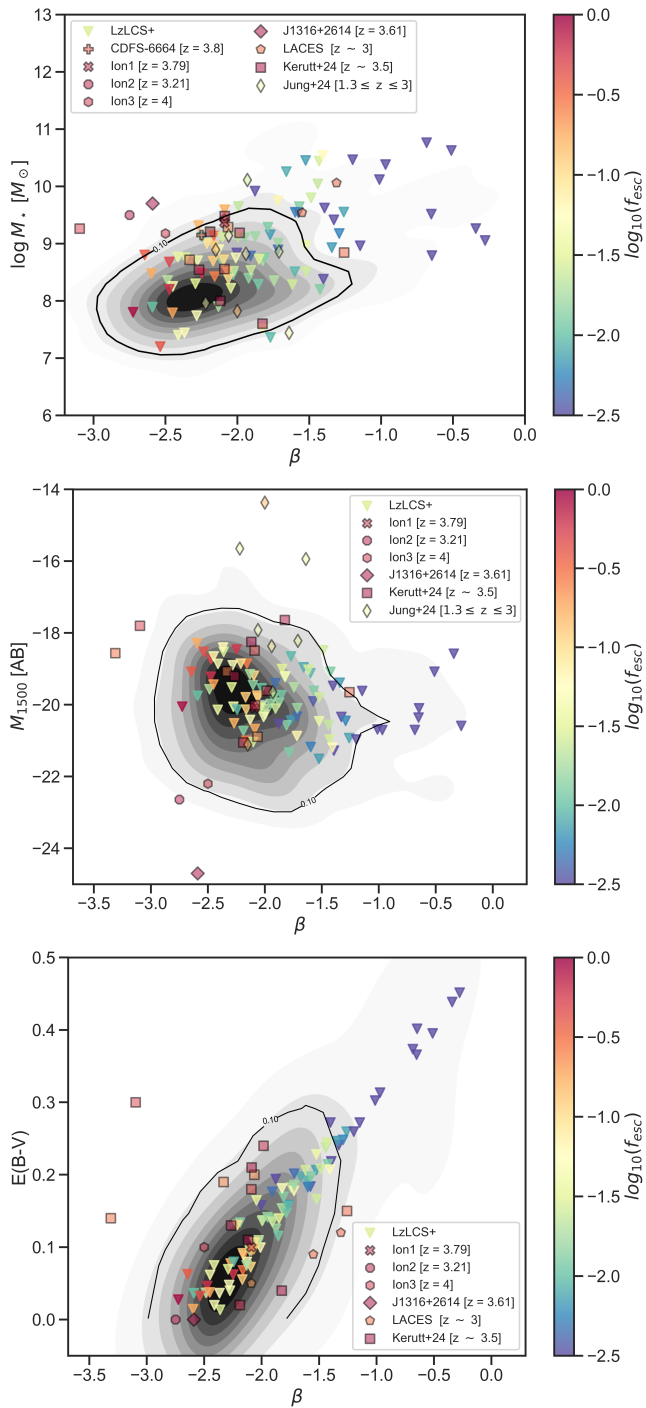 13
12
11
10
9
8
7
6
log M⋆ [M⊙]
LzLCS+
CDFS-6664 [z = 3.8]
Ion1 [z = 3.79]
Ion2 [z = 3.21]
Ion3 [z = 4]
J1316+2614 [z = 3.61]
LACES [z ∼ 3]
Kerutt+24 [z ∼ 3.5]
Jung+24 [1.3 ≤ z ≤ 3]
0.10
−3.0 −2.5 −2.0 −1.5 −1.0 −0.5 0.0
β
0.0
−0.5
−1.0
−1.5
−2.0
−2.5
log10(fesc)
−14
−16
−18
−20
−22
−24
M1500 [AB]
LzLCS+
Ion1 [z = 3.79]
Ion2 [z = 3.21]
Ion3 [z = 4]
J1316+2614 [z = 3.61]
Kerutt+24 [z ∼ 3.5]
Jung+24 [1.3 ≤ z ≤ 3]
0.10
−3.5 −3.0 −2.5 −2.0 −1.5 −1.0 −0.5 0.0
β
0.0
−0.5
−1.0
−1.5
−2.0
−2.5
log10(fesc)
0.5
0.4
0.3
0.2
0.1
0.0
E(B-V)
0.10
LzLCS+
Ion1 [z = 3.79]
Ion2 [z = 3.21]
Ion3 [z = 4]
J1316+2614 [z = 3.61]
LACES [z ∼ 3]
Kerutt+24 [z ∼ 3.5]
−3.5 −3.0 −2.5 −2.0 −1.5 −1.0 −0.5 0.0
β
0.0
−0.5
−1.0
−1.5
−2.0
−2.5
log10(fesc)